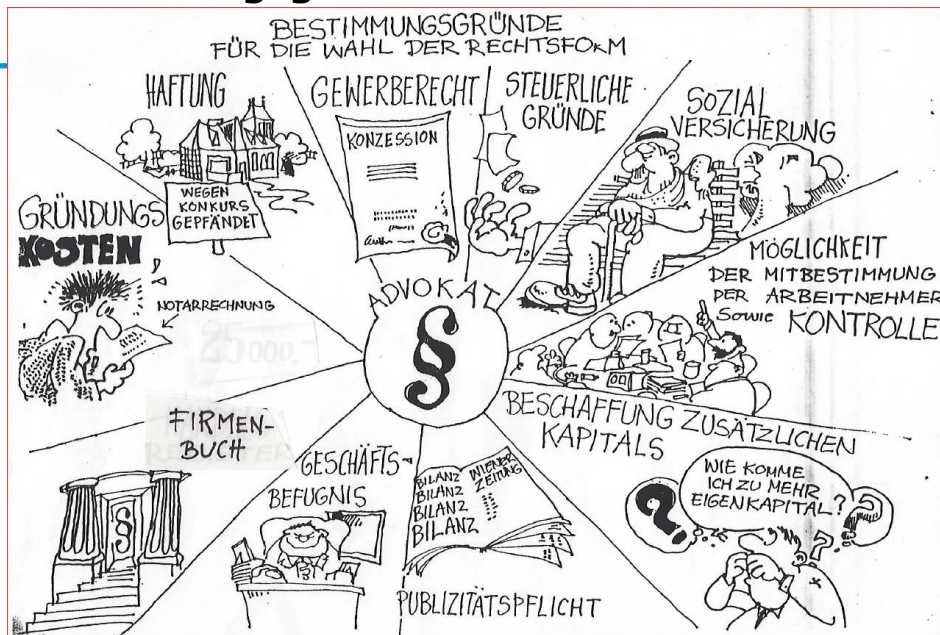 BESTIMMUNGSGRÜNDE
FÜR DIE WAHL DER RECHTSFORM
HAFTUNG
WEGEN
KONKURS
GEPFÄNDET
GEWERBERECHT
KONZESSION
STEUERLICHE
GRÜNDE
SOZIAL
VERSICHERUNG
GRÜNDUNGS
KOSTEN
NOTARRECHNUNG
MÖGLICHKEIT
DER MITBESTIMMUNG
DER ARBEITNEHMER
SOWIE KONTROLLE
ADVOKAT
§
25000.-
FIRMEN-
BUCH
§
GESCHÄFTS-
BEFUGNIS
BILANZ
BILANZ
BILANZ
BILANZ
WIENER
ZEITUNG
PUBLIZITÄTSPFLICHT
BESCHAFFUNG ZUSÄTZLICHEN
KAPITALS
WIE KOMME
ICH ZU MEHR
EIGENKAPITAL?
?
?